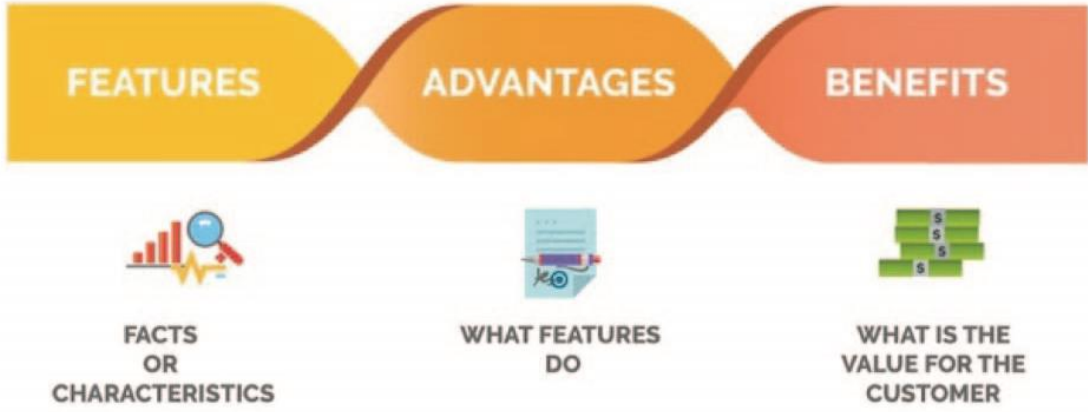 FEATURES
ADVANTAGES
BENEFITS
FACTS
OR
CHARACTERISTICS
WHAT FEATURES
DO
$
$
$
$
WHAT IS THE
VALUE FOR THE
CUSTOMER